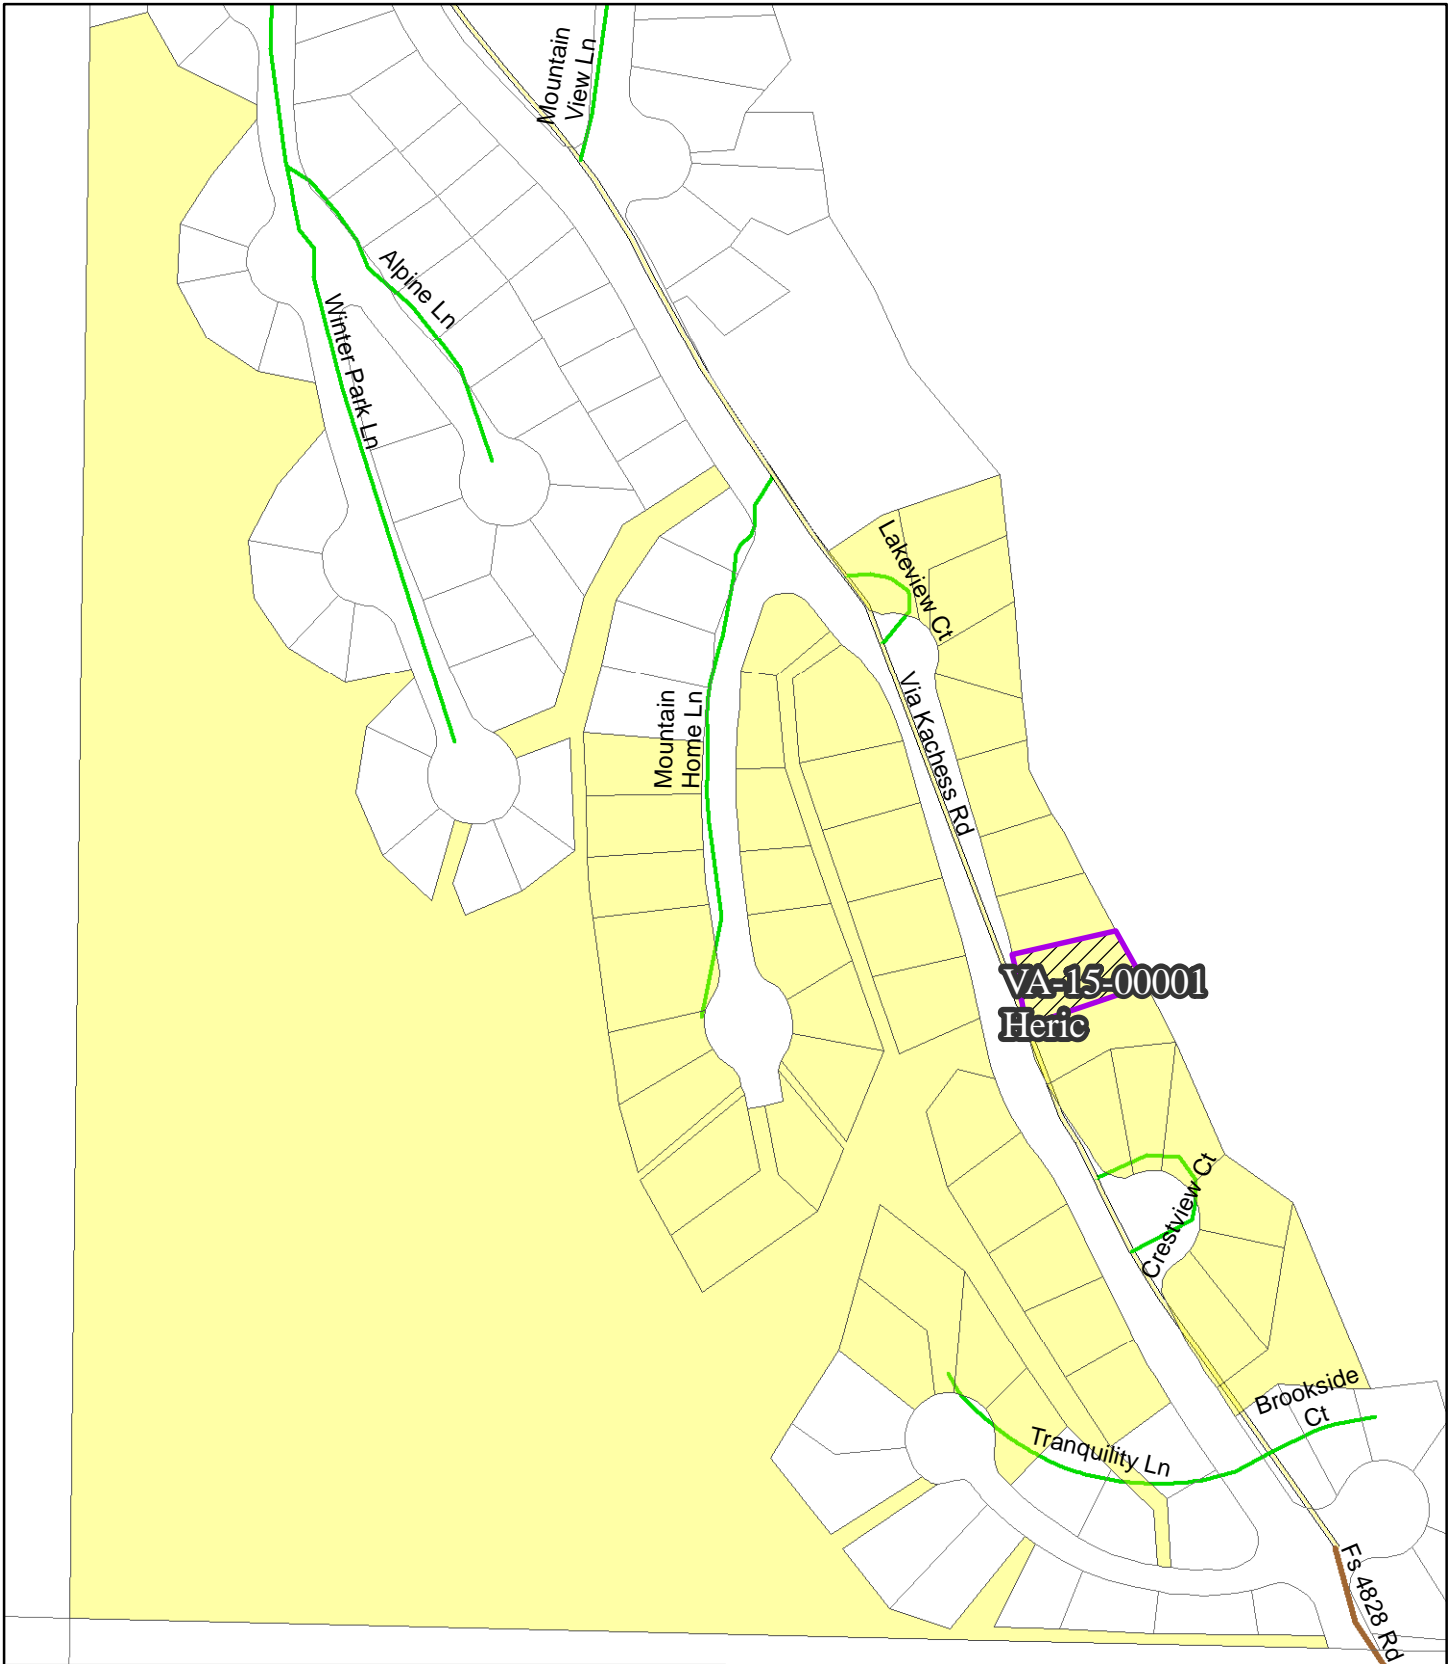 Mountain
View Ln
Alpine Ln
Winter Park Ln
Lakeview Ct
Mountain
Home Ln
Via Kachess Rd
VA-15-00001
Heric
Crestview Ct
Brookside
Ct
Tranquility Ln
Fs 4828 Rd